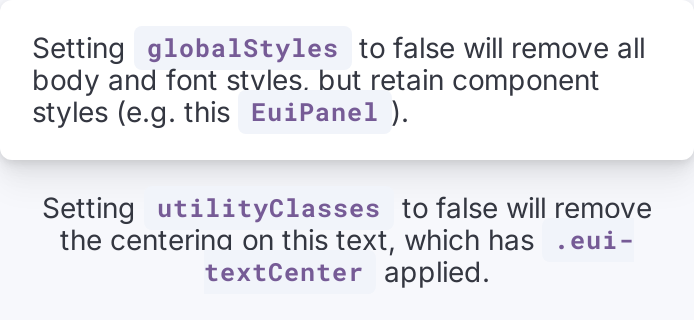 Setting globalStyles to false will remove all
body and font styles, but retain component
styles (e.g. this EuiPanel ).
Setting utilityClasses to false will remove
the centering on this text, which has .eui-
textCenter applied.